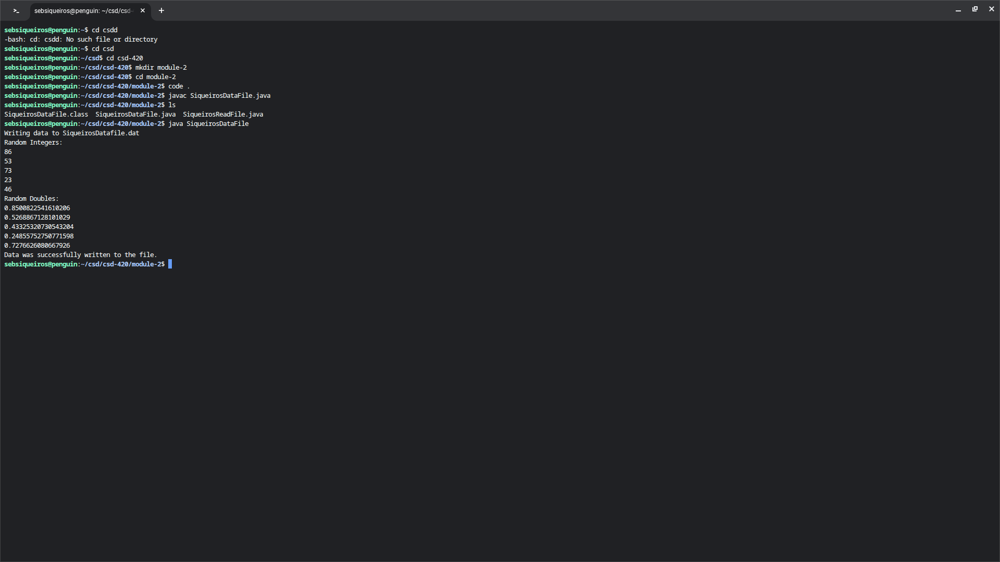 sebsiqueiros@penguin: ~/csd/csd-
sebsiqueiros@penguin:~$ cd csdd
-bash: cd: csdd: No such file or directory
sebsiqueiros@penguin:~$ cd csd
sebsiqueiros@penguin:~/csd$ cd csd-420
sebsiqueiros@penguin:~/csd/csd-420$ mkdir module-2
sebsiqueiros@penguin:~/csd/csd-420$ cd module-2
sebsiqueiros@penguin:~/csd/csd-420/module-2$ code .
sebsiqueiros@penguin:~/csd/csd-420/module-2$ javac SiqueirosDataFile.java
sebsiqueiros@penguin:~/csd/csd-420/module-2$ ls
SiqueirosDataFile.class  SiqueirosDataFile.java  SiqueirosReadFile.java
sebsiqueiros@penguin:~/csd/csd-420/module-2$ java SiqueirosDataFile
Writing data to SiqueirosDatafile.dat
Random Integers:
86
53
73
23
46
Random Doubles:
0.8500822541610206
0.5268867128101029
0.43325320730543204
0.24855752750771598
0.7276626080667926
Data was successfully written to the file.
sebsiqueiros@penguin:~/csd/csd-420/module-2$